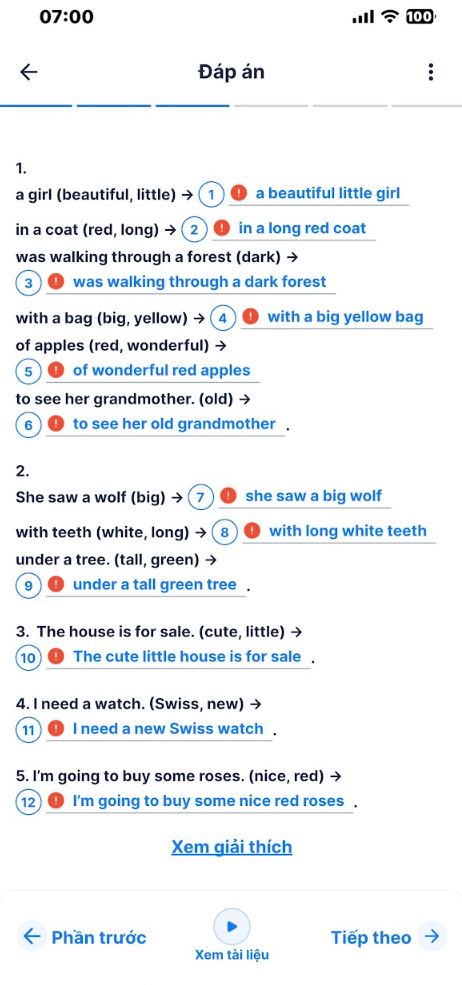 07:00
100
Đáp án
1.
a girl (beautiful, little) → 1 ! a beautiful little girl
in a coat (red, long) → 2 ! in a long red coat
was walking through a forest (dark) →
3 ! was walking through a dark forest
with a bag (big, yellow) → 4 ! with a big yellow bag
of apples (red, wonderful) →
5 ! of wonderful red apples
to see her grandmother. (old) →
6 ! to see her old grandmother .
2.
She saw a wolf (big) → 7 ! she saw a big wolf
with teeth (white, long) → 8 ! with long white teeth
under a tree. (tall, green) →
9 ! under a tall green tree .
3. The house is for sale. (cute, little) →
10 ! The cute little house is for sale .
4. I need a watch. (Swiss, new) →
11 ! I need a new Swiss watch .
5. I’m going to buy some roses. (nice, red) →
12 ! I’m going to buy some nice red roses .
Xem giải thích
← Phần trước
Xem tài liệu
Tiếp theo →